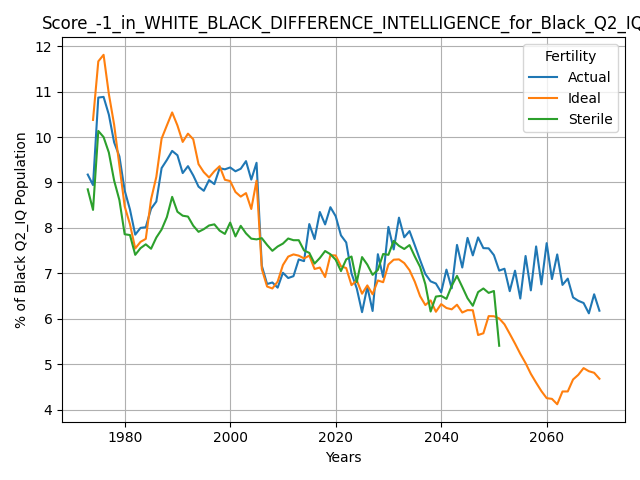 Score_-1_in_WHITE_BLACK_DIFFERENCE_INTELLIGENCE_for_Black_Q2_IQ
12
11
10
9
8
7
6
5
4
% of Black Q2_IQ Population
Fertility
Actual
Ideal
Sterile
1980
2000
2020
2040
2060
Years